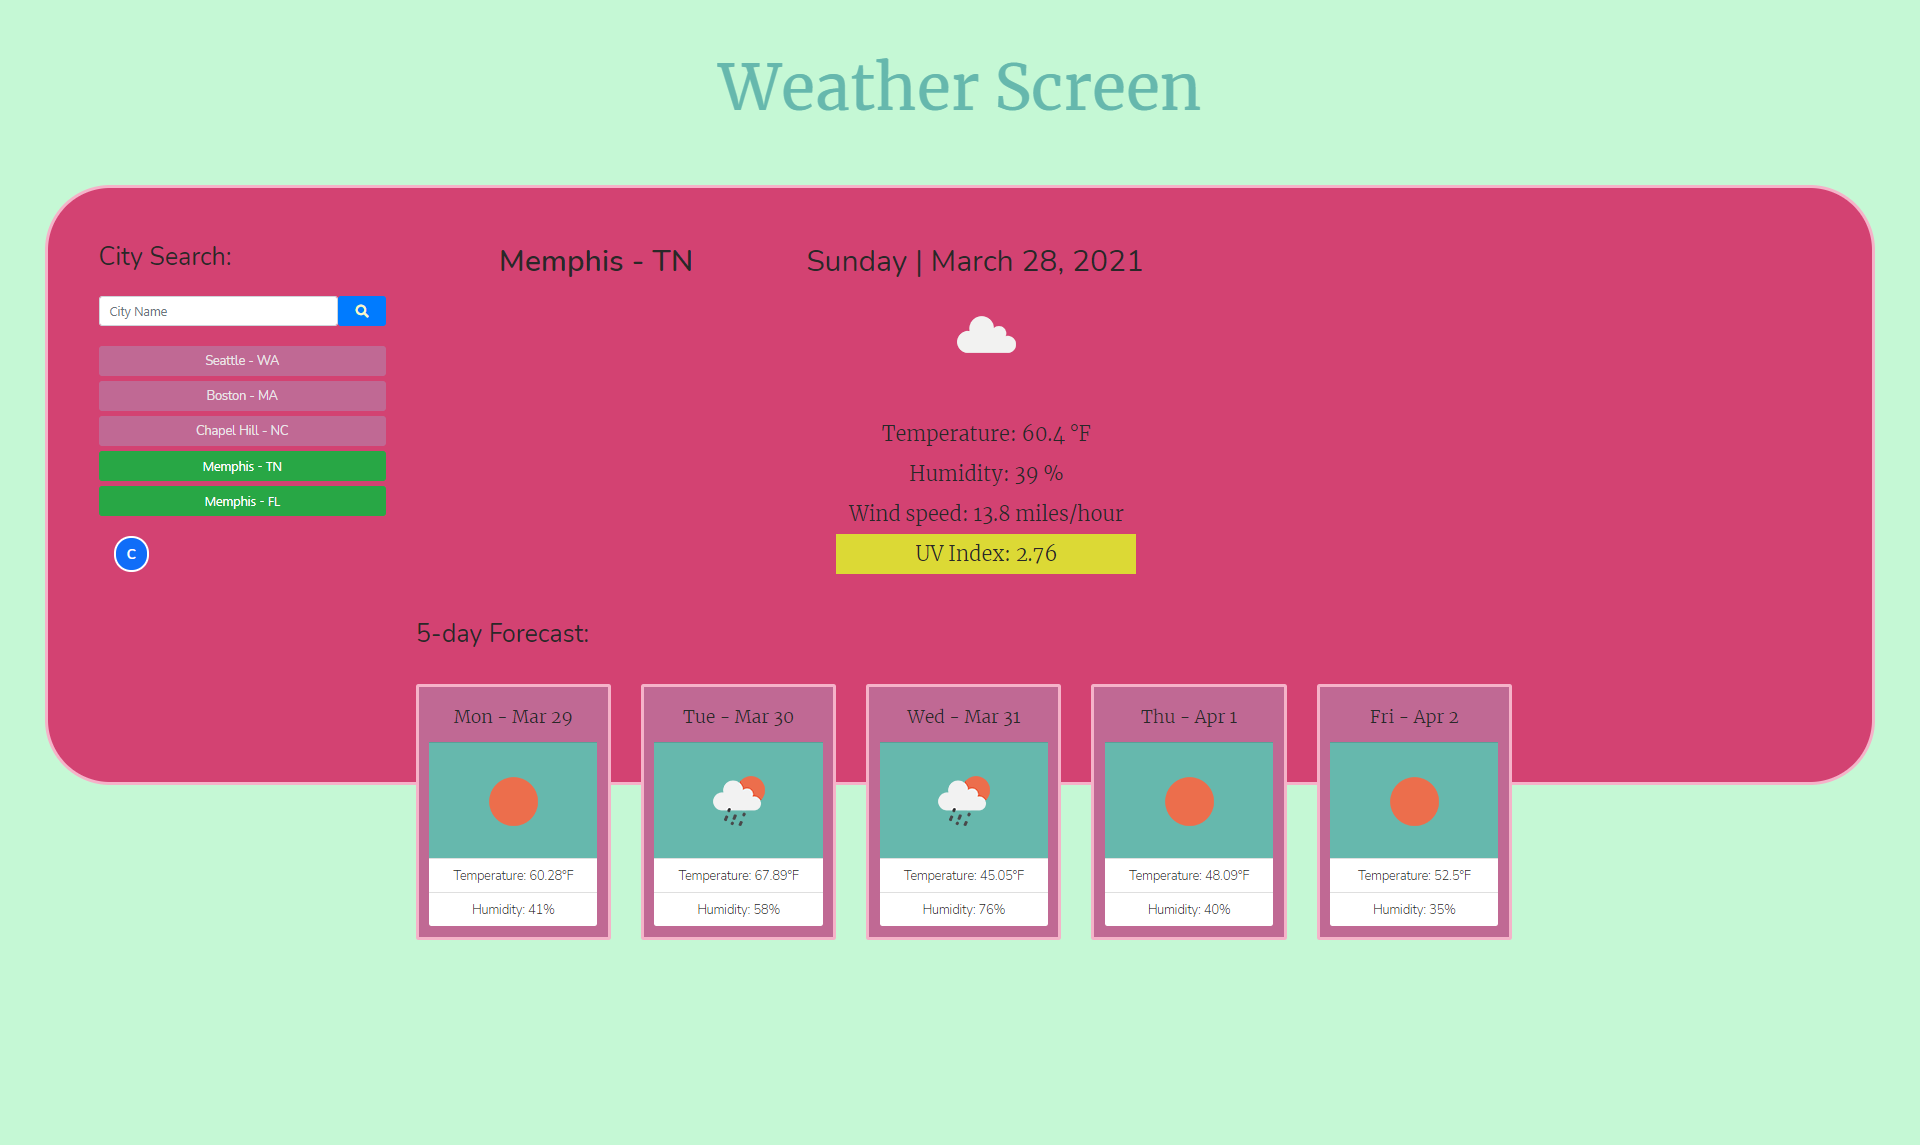 Weather Screen
City Search:
City Name
Seattle - WA
Boston - MA
Chapel Hill - NC
Memphis - TN
Memphis - FL
C
Memphis - TN
Sunday | March 28, 2021
Temperature: 60.4 °F
Humidity: 39 %
Wind speed: 13.8 miles/hour
UV Index: 2.76
5-day Forecast:
Mon - Mar 29
Temperature: 60.28°F
Humidity: 41%
Tue - Mar 30
Temperature: 67.89°F
Humidity: 58%
Wed - Mar 31
Temperature: 45.05°F
Humidity: 76%
Thu - Apr 1
Temperature: 48.09°F
Humidity: 40%
Fri - Apr 2
Temperature: 52.5°F
Humidity: 35%